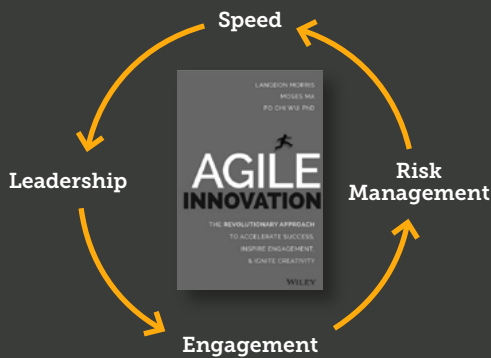 Speed
LANGDON MORRIS
MOSES MA
PO CHI WU, PHD
AGILE
INNOVATION
THE REVOLUTIONARY APPROACH
TO ACCELERATE SUCCESS,
INSPIRE ENGAGEMENT,
& IGNITE CREATIVITY
WILEY
Leadership
Risk
Management
Engagement